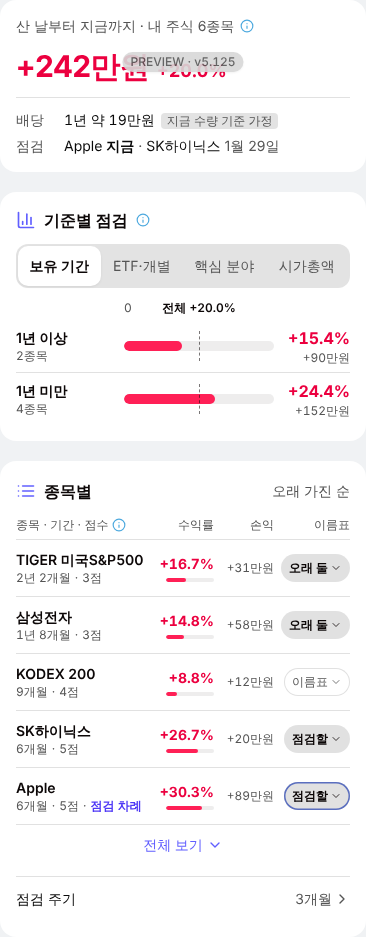 산 날부터 지금까지 · 내 주식 6종목
+242만원 +20.0%
PREVIEW · v5.125
배당 1년 약 19만원 지금 수량 기준 가정
점검 Apple 지금 · SK하이닉스 1월 29일
기준별 점검
보유 기간 ETF·개별 핵심 분야 시가총액
0 전체 +20.0%
1년 이상 +15.4%
2종목 +90만원
1년 미만 +24.4%
4종목 +152만원
종목별 오래 가진 순
종목 · 기간 · 점수 수익률 손익 이름표
TIGER 미국S&P500 +16.7% +31만원 오래 둘
2년 2개월 · 3점
삼성전자 +14.8% +58만원 오래 둘
1년 8개월 · 3점
KODEX 200 +8.8% +12만원 이름표
9개월 · 4점
SK하이닉스 +26.7% +20만원 점검할
6개월 · 5점
Apple +30.3% +89만원 점검할
6개월 · 5점 · 점검 차례
전체 보기
점검 주기 3개월